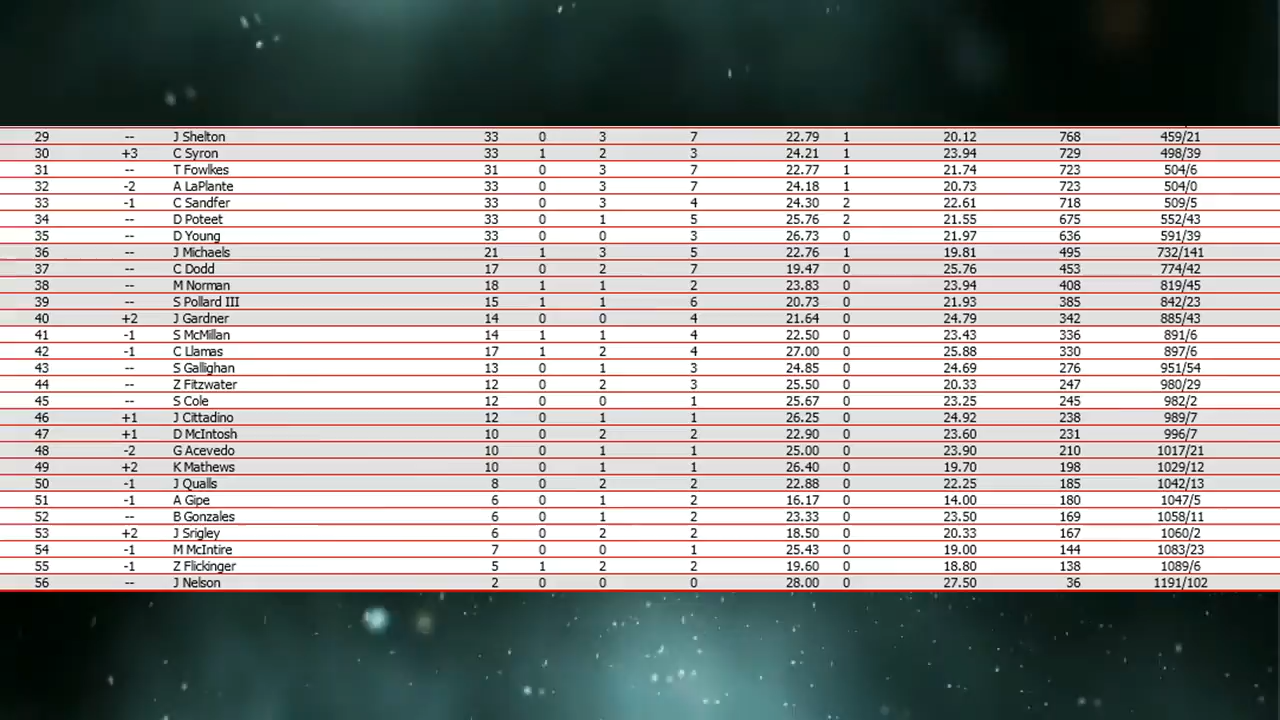 29 -- J Shelton 33 0 3 7 22.79 1 20.12 768 459/21
30 +3 C Syron 33 1 2 3 24.21 1 23.94 729 498/39
31 -- T Fowlkes 31 0 3 7 22.77 1 21.74 723 504/6
32 -2 A LaPlante 33 0 3 7 24.18 1 20.73 723 504/0
33 -1 C Sandfer 33 0 3 4 24.30 2 22.61 718 509/5
34 -- D Poteet 33 0 1 5 25.76 2 21.55 675 552/43
35 -- D Young 33 0 0 3 26.73 0 21.97 636 591/39
36 -- J Michaels 21 1 3 5 22.76 1 19.81 495 732/141
37 -- C Dodd 17 0 2 7 19.47 0 25.76 453 774/42
38 -- M Norman 18 1 1 2 23.83 0 23.94 408 819/45
39 -- S Pollard III 15 1 1 6 20.73 0 21.93 385 842/23
40 +2 J Gardner 14 0 0 4 21.64 0 24.79 342 885/43
41 -1 S McMillan 14 1 1 4 22.50 0 23.43 336 891/6
42 -1 C Llamas 17 1 2 4 27.00 0 25.88 330 897/6
43 -- S Gallighan 13 0 1 3 24.85 0 24.69 276 951/54
44 -- Z Fitzwater 12 0 2 3 25.50 0 20.33 247 980/29
45 -- S Cole 12 0 0 1 25.67 0 23.25 245 982/2
46 +1 J Cittadino 12 0 1 1 26.25 0 24.92 238 989/7
47 +1 D McIntosh 10 0 2 2 22.90 0 23.60 231 996/7
48 -2 G Acevedo 10 0 1 1 25.00 0 23.90 210 1017/21
49 +2 K Mathews 10 0 1 1 26.40 0 19.70 198 1029/12
50 -1 J Qualls 8 0 2 2 22.88 0 22.25 185 1042/13
51 -1 A Gipe 6 0 1 2 16.17 0 14.00 180 1047/5
52 -- B Gonzales 6 0 1 2 23.33 0 23.50 169 1058/11
53 +2 J Srigley 6 0 2 2 18.50 0 20.33 167 1060/2
54 -1 M McIntire 7 0 0 1 25.43 0 19.00 144 1083/23
55 -1 Z Flickinger 5 1 2 2 19.60 0 18.80 138 1089/6
56 -- J Nelson 2 0 0 0 28.00 0 27.50 36 1191/102